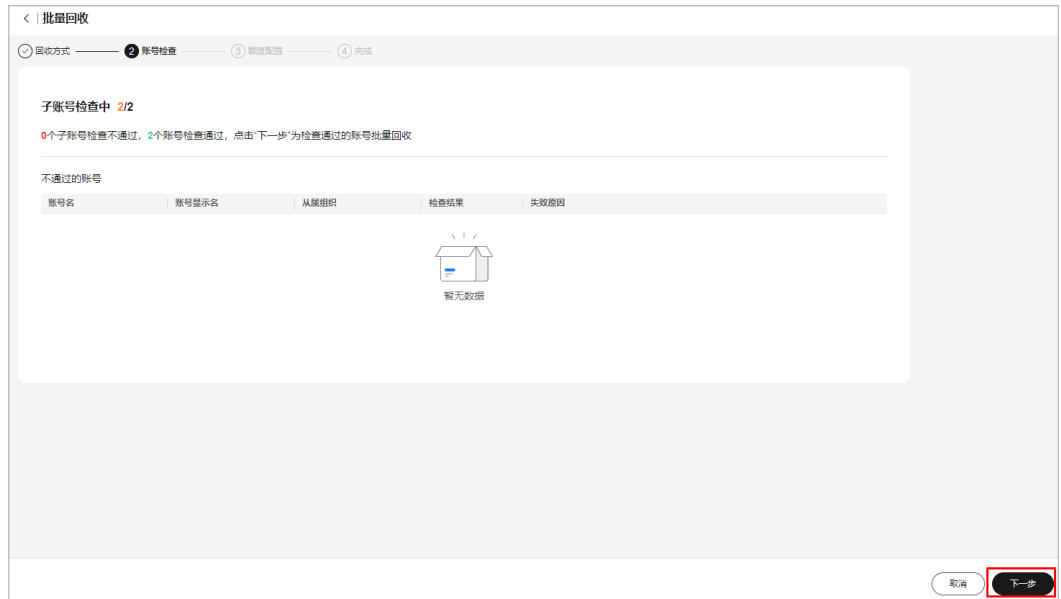 批量回收
回收方式 2 账号检查 3 额度配置 4 完成
子账号检查中 2/2
0个子账号检查不通过，2个账号检查通过，点击“下一步”为检查通过的账号批量回收
不通过的账号
账号名 账号显示名 从属组织 检查结果 失败原因
暂无数据
取消 下一步